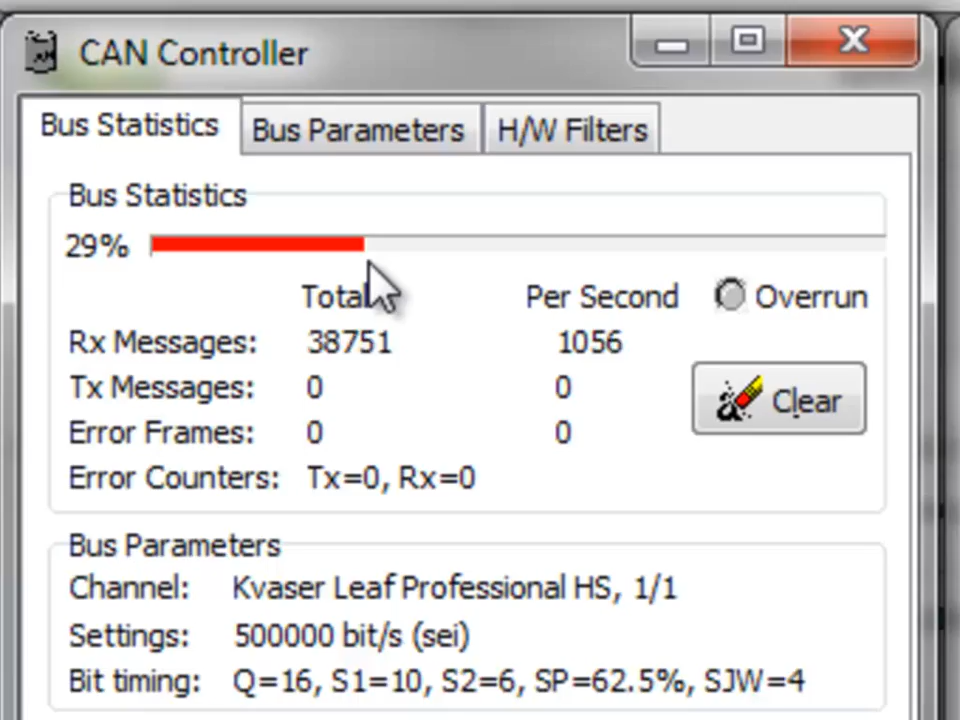 CAN Controller
Bus Statistics Bus Parameters H/W Filters
Bus Statistics
29%
Total Per Second Overrun
Rx Messages: 38751 1056
Tx Messages: 0 0
Clear
Error Frames: 0 0
Error Counters: Tx=0, Rx=0
Bus Parameters
Channel: Kvaser Leaf Professional HS, 1/1
Settings: 500000 bit/s (sei)
Bit timing: Q=16, S1=10, S2=6, SP=62.5%, SJW=4